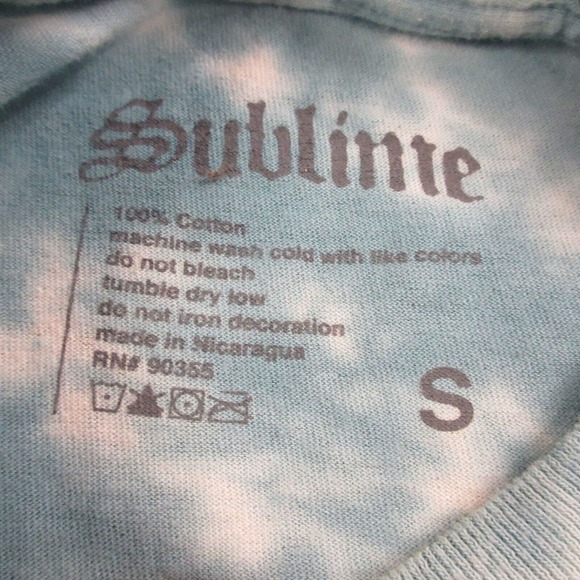 Sublime
100% Cotton
machine wash cold with like colors
do not bleach
tumble dry low
do not iron decoration
made in Nicaragua
RN# 90355
S